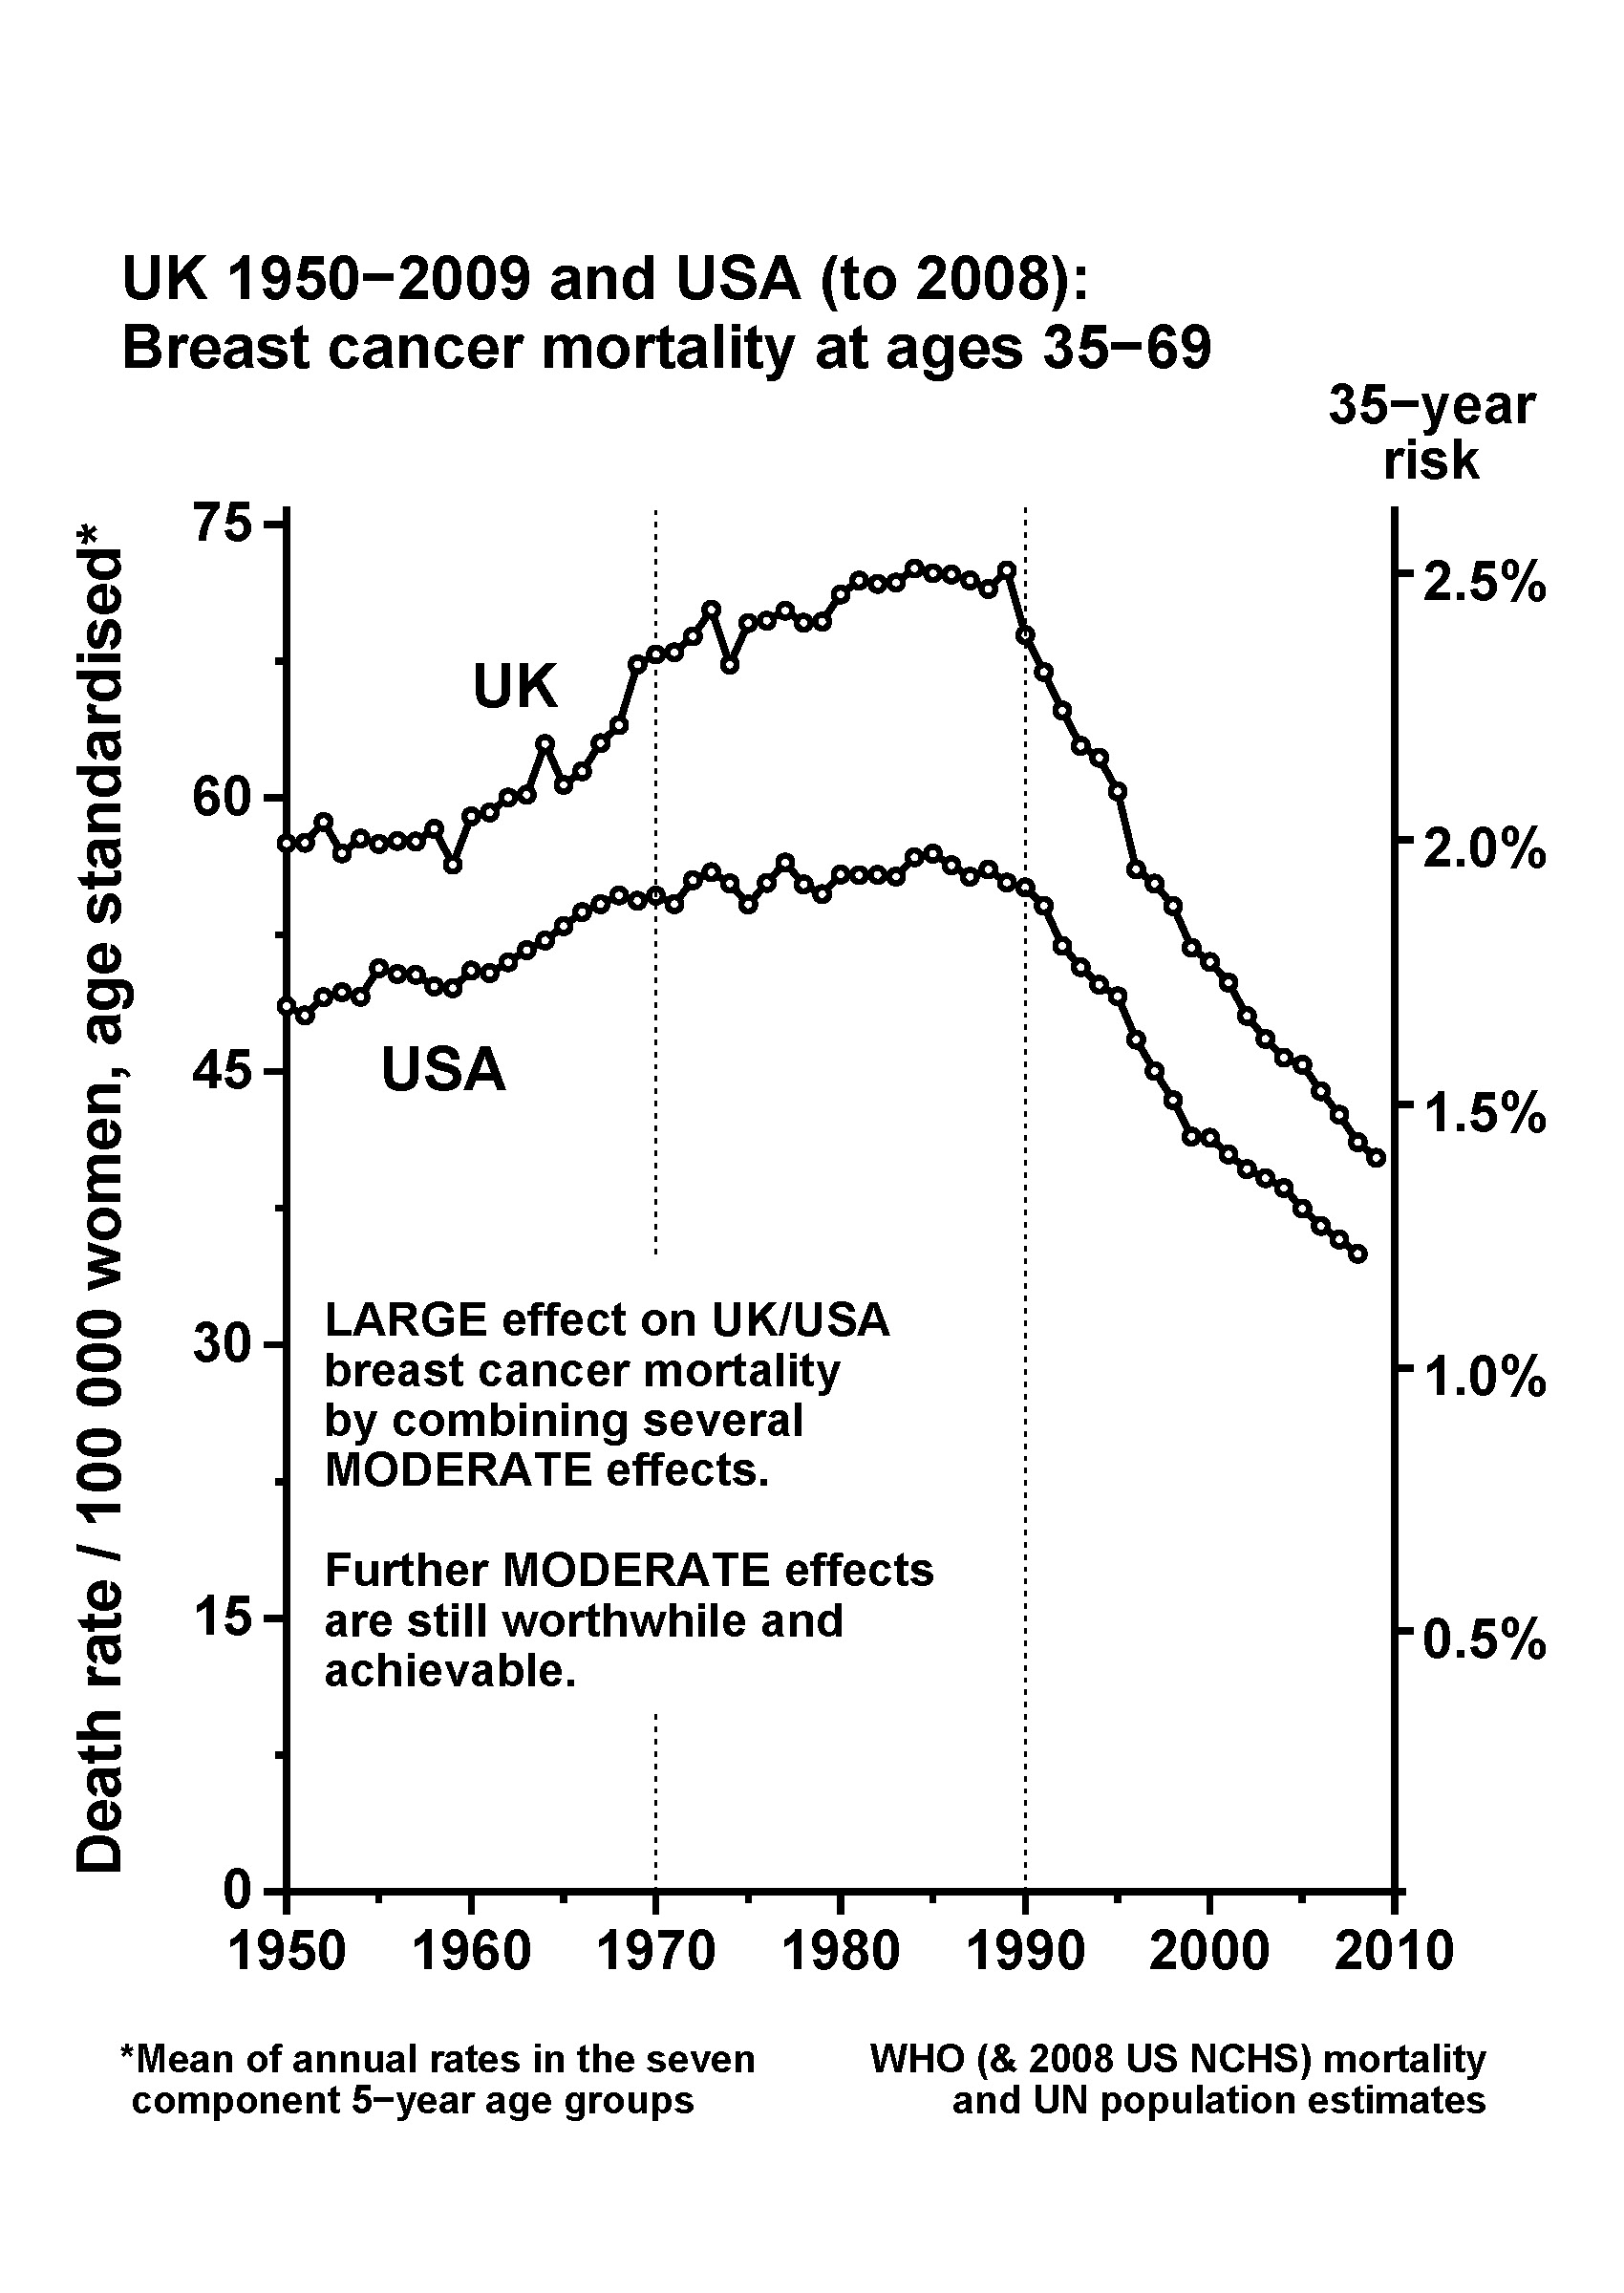 UK 1950−2009 and USA (to 2008):
Breast cancer mortality at ages 35−69
35−year
risk
Death rate / 100 000 women, age standardised*
75
60
45
30
15
0
2.5%
2.0%
1.5%
1.0%
0.5%
UK
USA
LARGE effect on UK/USA
breast cancer mortality
by combining several
MODERATE effects.
Further MODERATE effects
are still worthwhile and
achievable.
1950 1960 1970 1980 1990 2000 2010
*Mean of annual rates in the seven
component 5−year age groups
WHO (& 2008 US NCHS) mortality
and UN population estimates